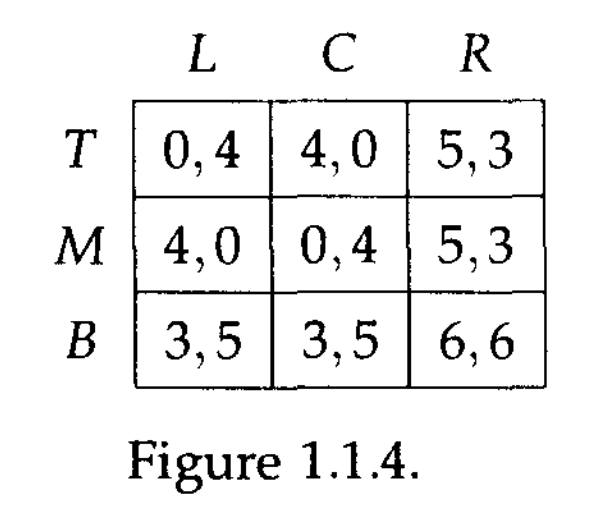 L C R
T 0,4 4,0 5,3
M 4,0 0,4 5,3
B 3,5 3,5 6,6
Figure 1.1.4.